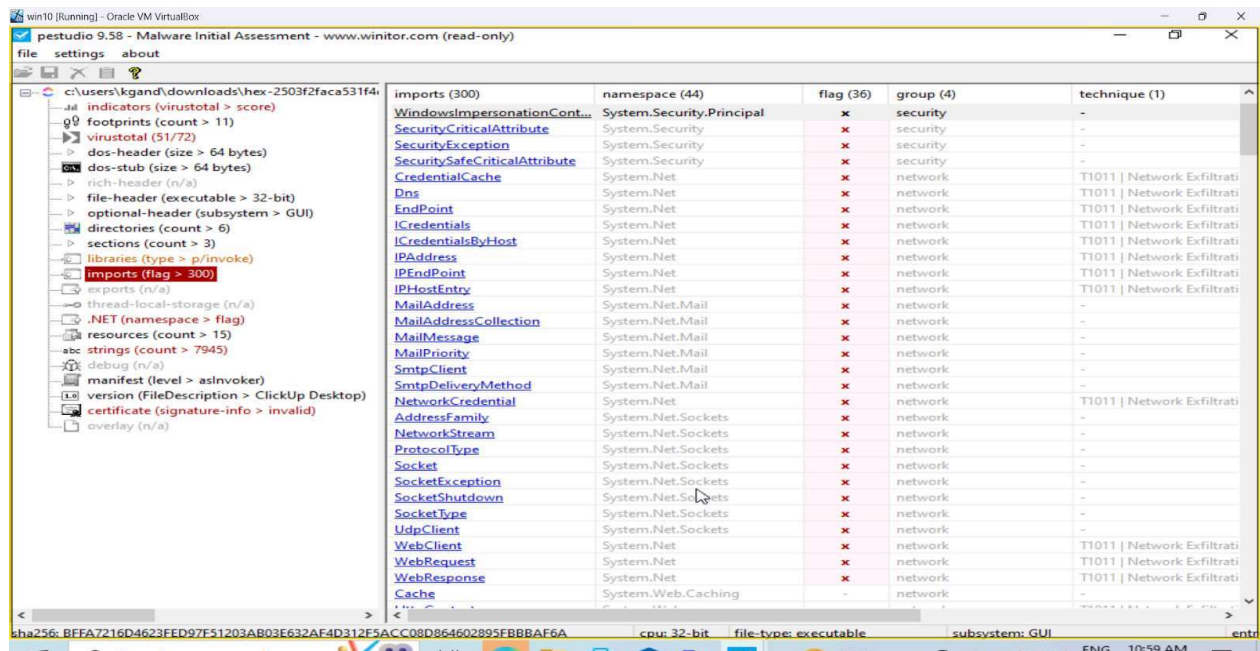 win10 [Running] - Oracle VM VirtualBox
pestudio 9.58 - Malware Initial Assessment - www.winitor.com (read-only)
file settings about
c:\users\kgand\downloads\hex-2503f2faca531f4
indicators (virustotal > score)
footprints (count > 11)
virustotal (51/72)
dos-header (size > 64 bytes)
dos-stub (size > 64 bytes)
rich-header (n/a)
file-header (executable > 32-bit)
optional-header (subsystem > GUI)
directories (count > 6)
sections (count > 3)
libraries (type > p/invoke)
imports (flag > 300)
exports (n/a)
thread-local-storage (n/a)
.NET (namespace > flag)
resources (count > 15)
abc strings (count > 7945)
debug (n/a)
manifest (level > asInvoker)
1.0 version (FileDescription > ClickUp Desktop)
certificate (signature-info > invalid)
overlay (n/a)
imports (300) namespace (44) flag (36) group (4) technique (1)
WindowsImpersonationCont... System.Security.Principal x security -
SecurityCriticalAttribute System.Security x security -
SecurityException System.Security x security -
SecuritySafeCriticalAttribute System.Security x security -
CredentialCache System.Net x network T1011 | Network Exfiltrati
Dns System.Net x network T1011 | Network Exfiltrati
EndPoint System.Net x network T1011 | Network Exfiltrati
ICredentials System.Net x network T1011 | Network Exfiltrati
ICredentialsByHost System.Net x network T1011 | Network Exfiltrati
IPAddress System.Net x network T1011 | Network Exfiltrati
IPEndPoint System.Net x network T1011 | Network Exfiltrati
IPHostEntry System.Net x network T1011 | Network Exfiltrati
MailAddress System.Net.Mail x network -
MailAddressCollection System.Net.Mail x network -
MailMessage System.Net.Mail x network -
MailPriority System.Net.Mail x network -
SmtpClient System.Net.Mail x network -
SmtpDeliveryMethod System.Net.Mail x network -
NetworkCredential System.Net x network T1011 | Network Exfiltrati
AddressFamily System.Net.Sockets x network -
NetworkStream System.Net.Sockets x network -
ProtocolType System.Net.Sockets x network -
Socket System.Net.Sockets x network -
SocketException System.Net.Sockets x network -
SocketShutdown System.Net.Sockets x network -
SocketType System.Net.Sockets x network -
UdpClient System.Net.Sockets x network -
WebClient System.Net x network T1011 | Network Exfiltrati
WebRequest System.Net x network T1011 | Network Exfiltrati
WebResponse System.Net x network T1011 | Network Exfiltrati
Cache System.Web.Caching - network -
sha256: BFFA7216D4623FED97F51203AB03E632AF4D312F5ACC08D864602895FBBBAF6A cpu: 32-bit file-type: executable subsystem: GUI entr
ENG 10:59 AM